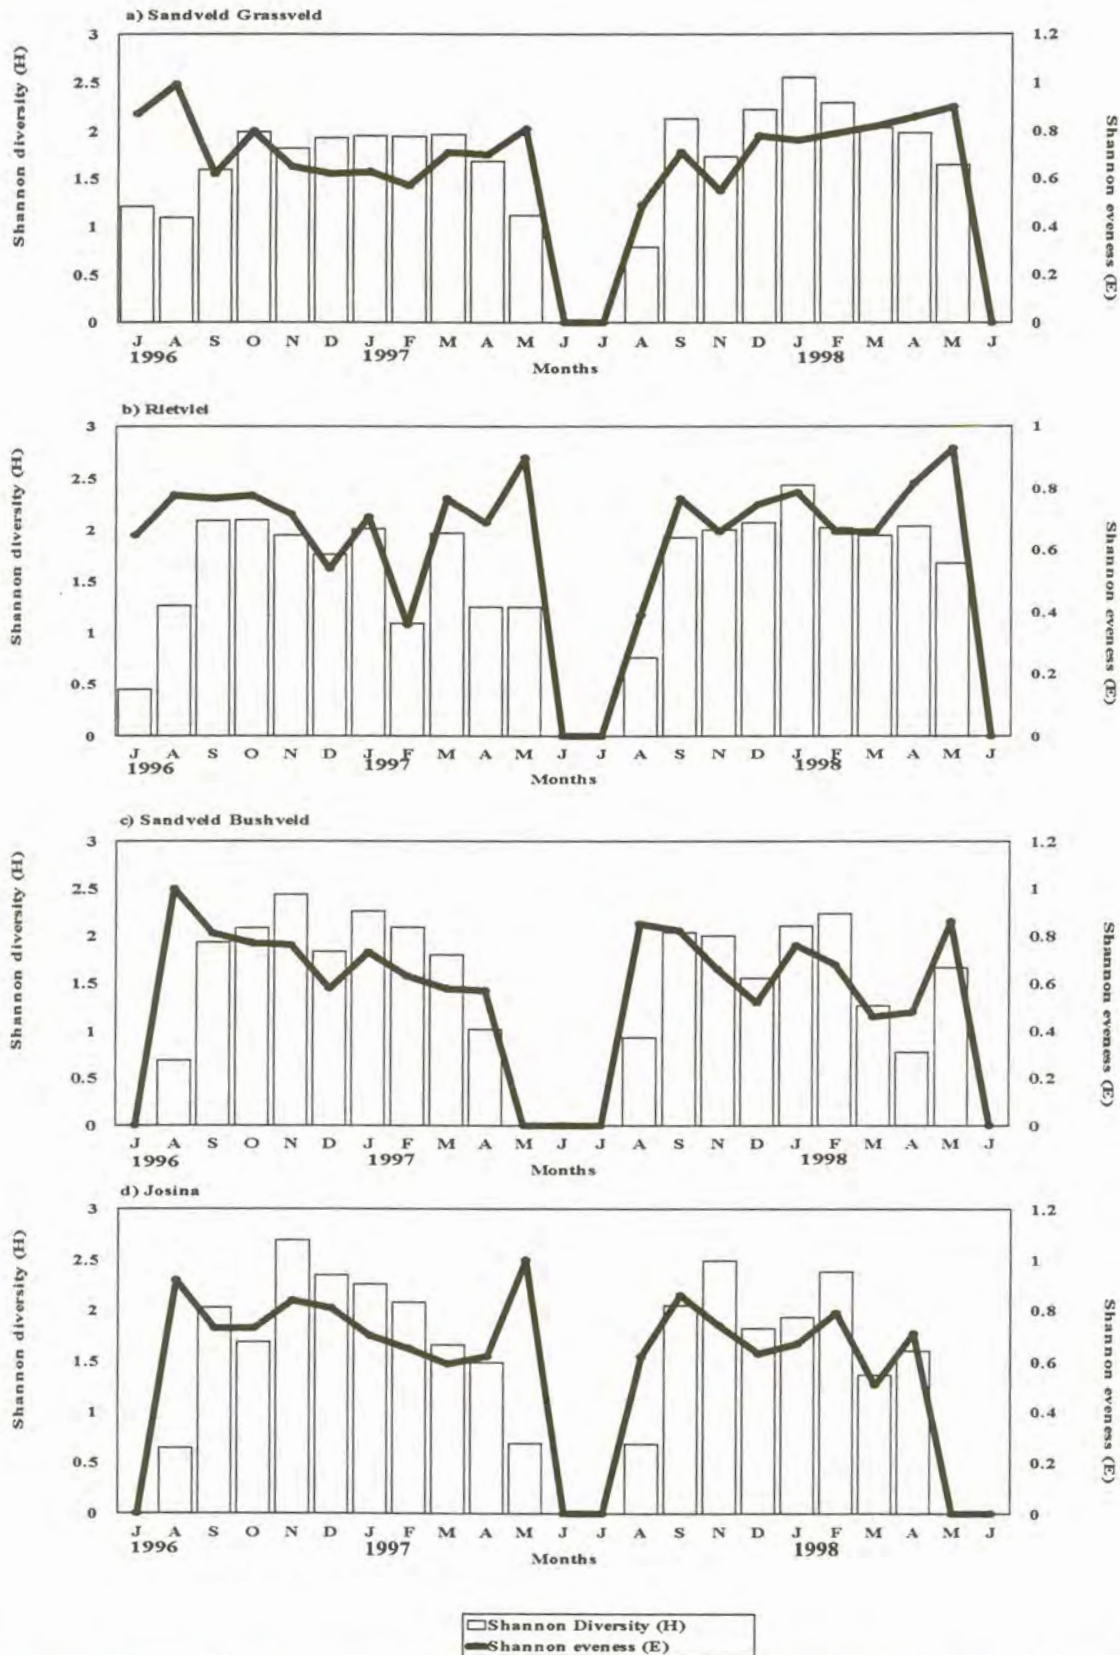 a) Sandveld Grassveld
Shannon diversity (H)
3
2.5
2
1.5
1
0.5
0
1.2
1
0.8
0.6
0.4
0.2
0
Shannon eveness (E)
J A S O N D J F M A M J J A S N D J F M A M J
1996 1997 1998
Months
b) Rietvlei
Shannon diversity (H)
3
2.5
2
1.5
1
0.5
0
1
0.8
0.6
0.4
0.2
0
Shannon eveness (E)
J A S O N D J F M A M J J A S N D J F M A M J
1996 1997 1998
Months
c) Sandveld Bushveld
Shannon diversity (H)
3
2.5
2
1.5
1
0.5
0
1.2
1
0.8
0.6
0.4
0.2
0
Shannon eveness (E)
J A S O N D J F M A M J J A S N D J F M A M J
1996 1997 1998
Months
d) Josina
Shannon diversity (H)
3
2.5
2
1.5
1
0.5
0
1.2
1
0.8
0.6
0.4
0.2
0
Shannon eveness (E)
J A S O N D J F M A M J J A S N D J F M A M J
1996 1997 1998
Months
Shannon Diversity (H)
Shannon eveness (E)